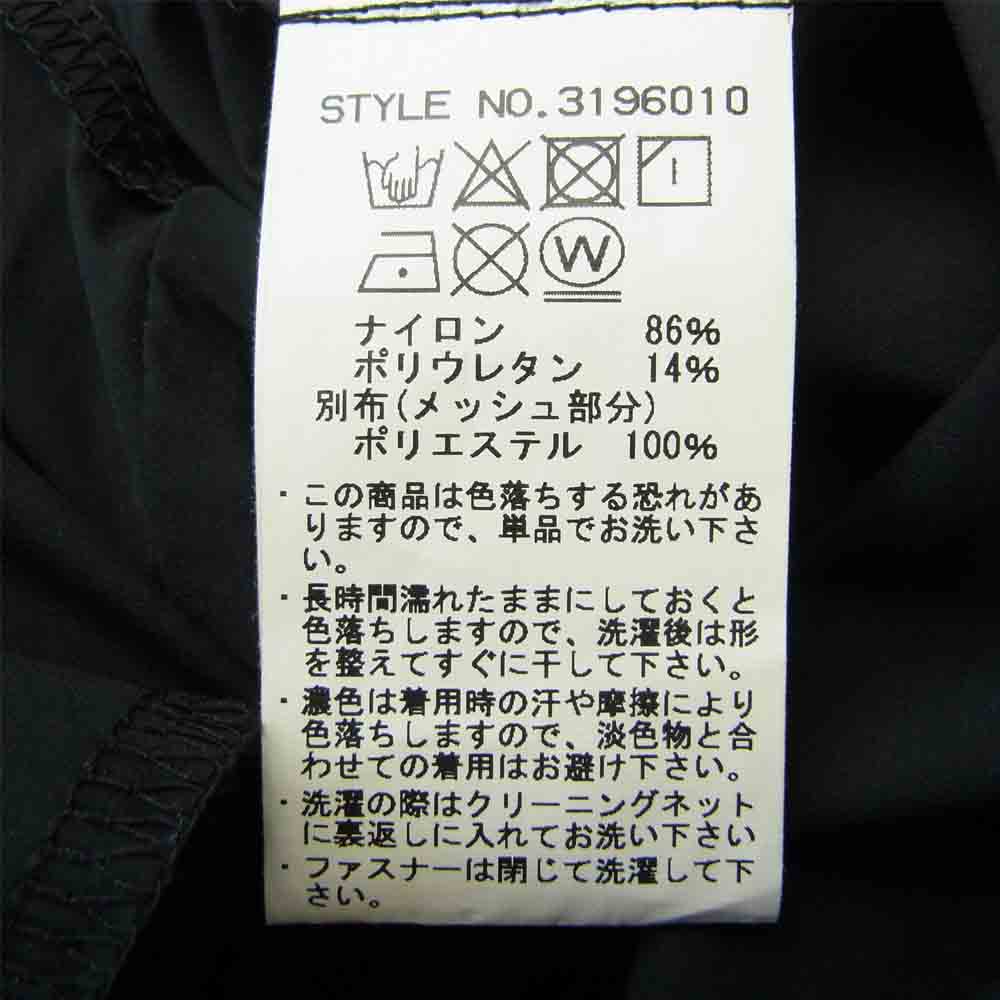 STYLE NO.3196010
W
ナイロン 86%
ポリウレタン 14%
別布(メッシュ部分)
ポリエステル 100%
・この商品は色落ちする恐れがあ
りますので、単品でお洗い下さ
い。
・長時間濡れたままにしておくと
色落ちしますので、洗濯後は形
を整えてすぐに干して下さい。
・濃色は着用時の汗や摩擦により
色落ちしますので、淡色物と合
わせての着用はお避け下さい。
・洗濯の際はクリーニングネット
に裏返しに入れてお洗い下さい
・ファスナーは閉じて洗濯して下
さい。